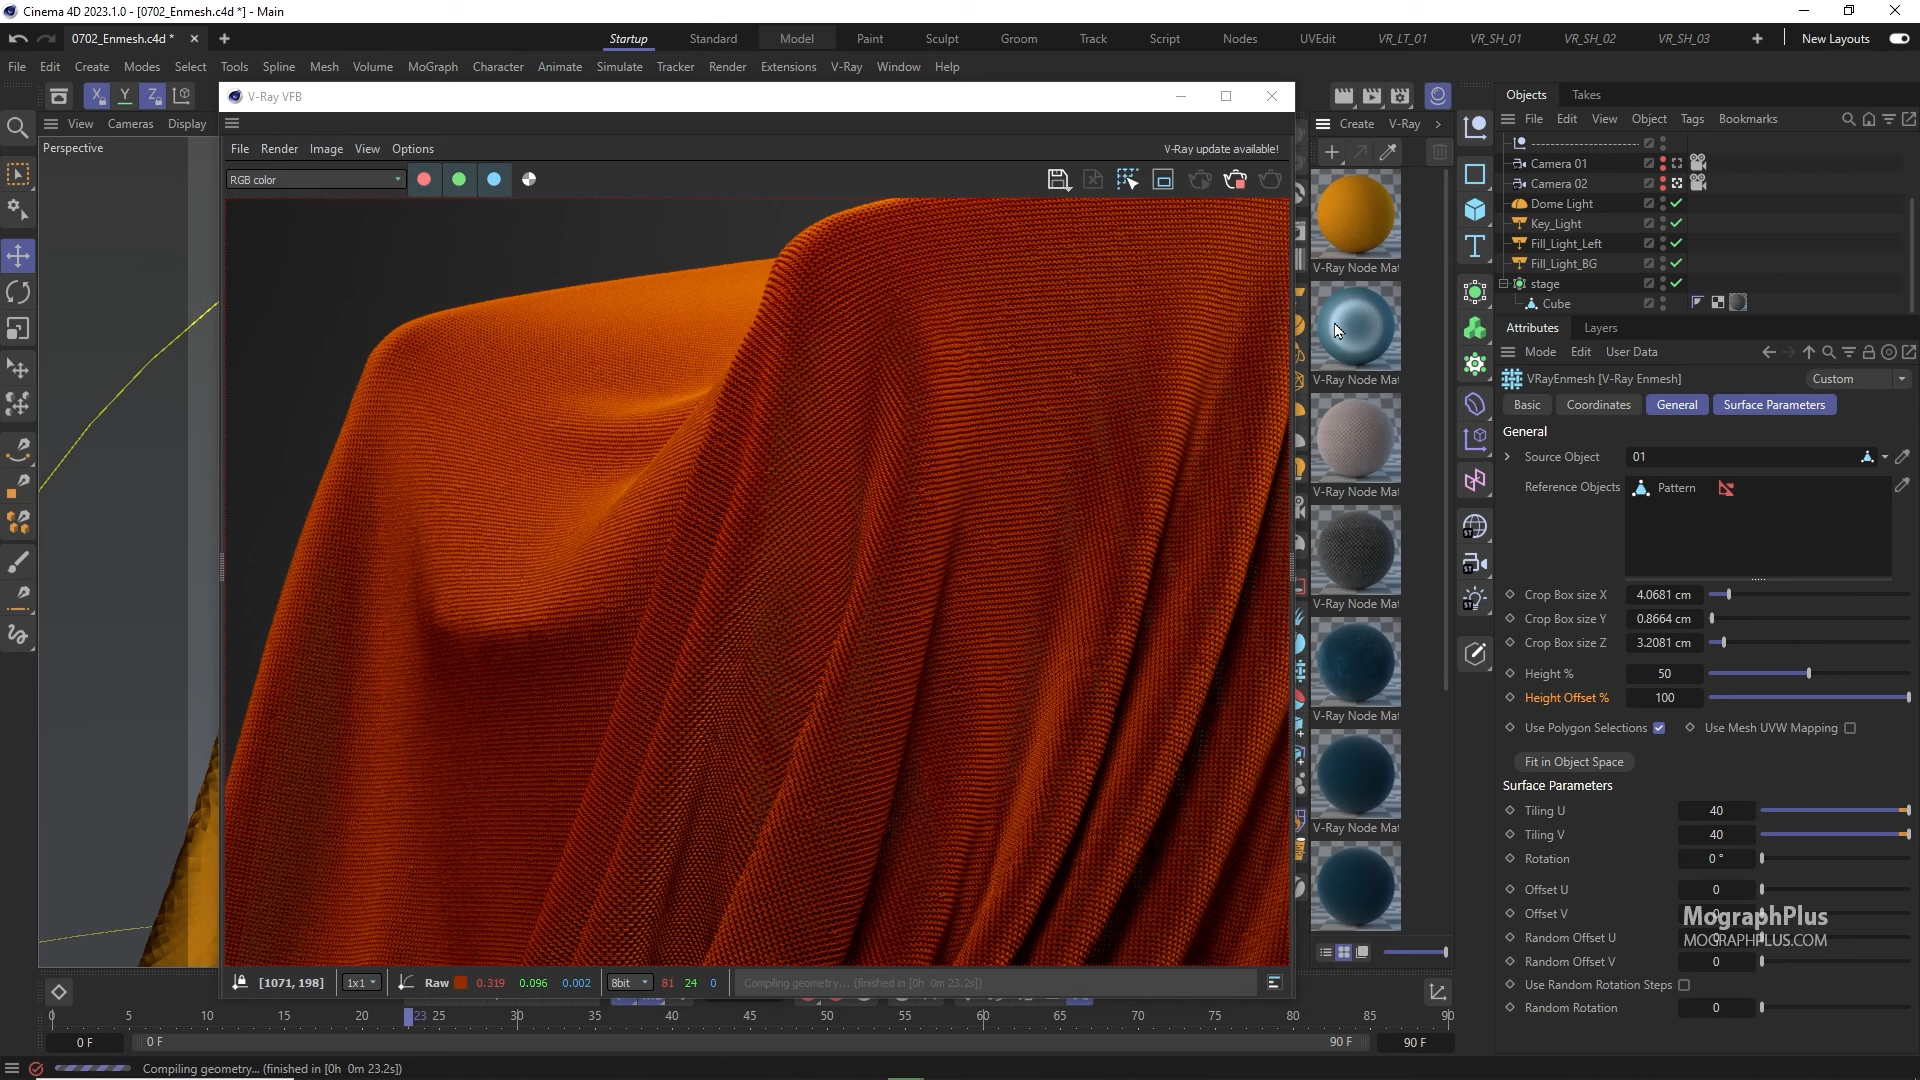 Cinema 4D 2023.1.0 - [0702_Enmesh.c4d *] - Main
0702_Enmesh.c4d *
Startup Standard Model Paint Sculpt Groom Track Script Nodes UVEdit VR_LT_01 VR_SH_01 VR_SH_02 VR_SH_03 New Layouts
File Edit Create Modes Select Tools Spline Mesh Volume MoGraph Character Animate Simulate Tracker Render Extensions V-Ray Window Help
X Y Z
View Cameras Display
Perspective
V-Ray VFB
File Render Image View Options
V-Ray update available!
RGB color
[1071, 198] 1x1 Raw 0.319 0.096 0.002 8bit 81 24 0
Compiling geometry... (finished in [0h 0m 23.2s])
Create V-Ray
V-Ray Node Mat
V-Ray Node Mat
V-Ray Node Mat
V-Ray Node Mat
V-Ray Node Mat
V-Ray Node Mat
Objects Takes
File Edit View Object Tags Bookmarks
Camera 01
Camera 02
Dome Light
Key_Light
Fill_Light_Left
Fill_Light_BG
stage
Cube
Attributes Layers
Mode Edit User Data
VRayEnmesh [V-Ray Enmesh]
Custom
Basic Coordinates General Surface Parameters
General
Source Object 01
Reference Objects Pattern
Crop Box size X 4.0681 cm
Crop Box size Y 0.8664 cm
Crop Box size Z 3.2081 cm
Height % 50
Height Offset % 100
Use Polygon Selections Use Mesh UVW Mapping
Fit in Object Space
Surface Parameters
Tiling U 40
Tiling V 40
Rotation 0 °
Offset U 0
Offset V 0
Random Offset U 0
Random Offset V 0
Use Random Rotation Steps
Random Rotation 0
MographPlus
MOGRAPHPLUS.COM
0 5 10 15 20 23 25 30 35 40 45 50 55 60 65 70 75 80 85 90
0 F 0 F 90 F 90 F
Compiling geometry... (finished in [0h 0m 23.2s])